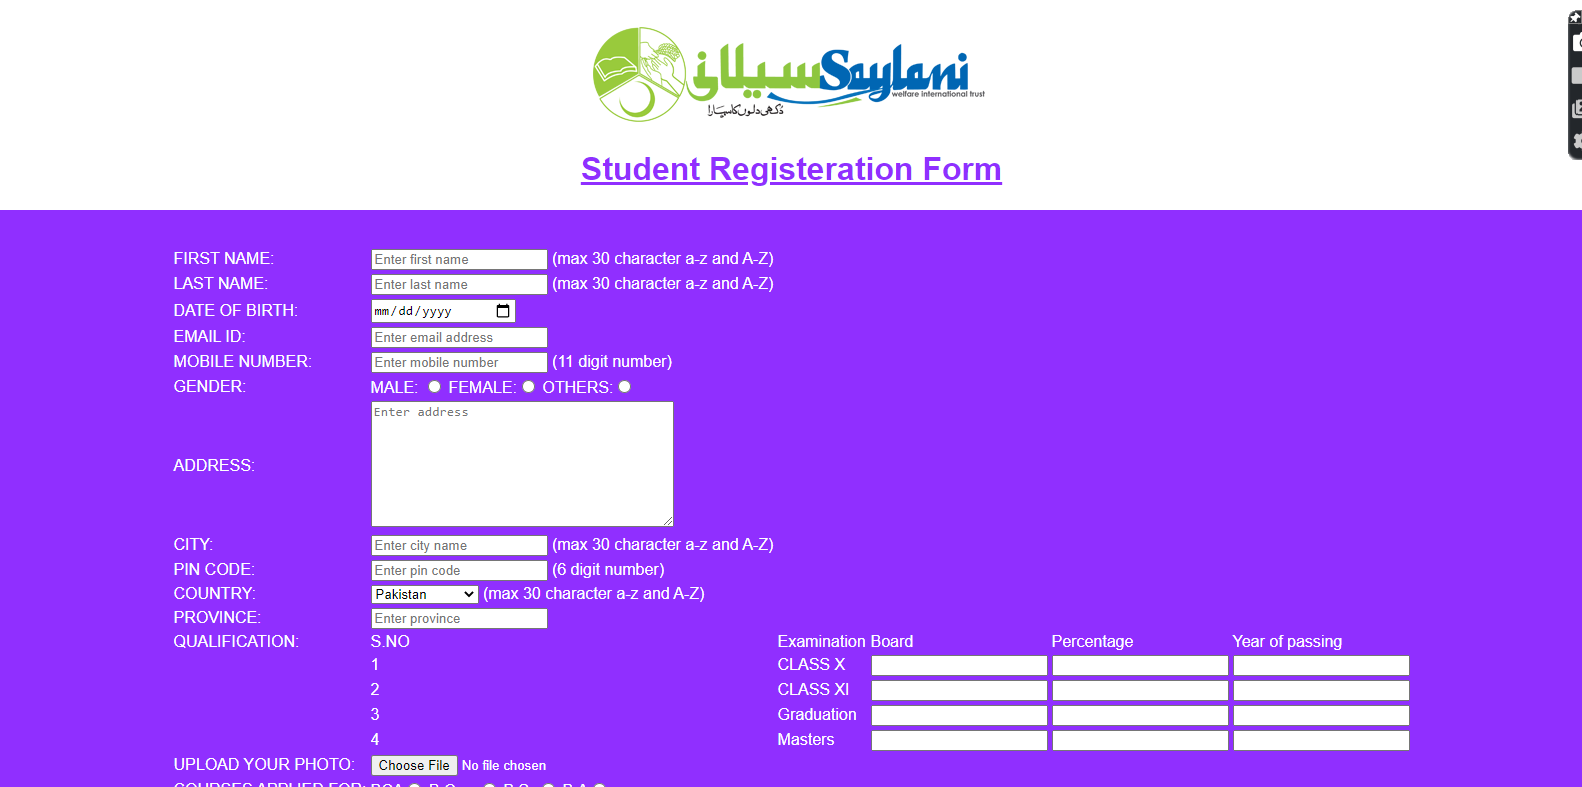 سیلانی Saylani
welfare international trust
دکھی دلوں کا سہارا
Student Registeration Form
FIRST NAME: Enter first name (max 30 character a-z and A-Z)
LAST NAME: Enter last name (max 30 character a-z and A-Z)
DATE OF BIRTH: mm/dd/yyyy
EMAIL ID: Enter email address
MOBILE NUMBER: Enter mobile number (11 digit number)
GENDER: MALE: FEMALE: OTHERS:
ADDRESS: Enter address
CITY: Enter city name (max 30 character a-z and A-Z)
PIN CODE: Enter pin code (6 digit number)
COUNTRY: Pakistan (max 30 character a-z and A-Z)
PROVINCE: Enter province
QUALIFICATION: S.NO Examination Board Percentage Year of passing
1 CLASS X
2 CLASS XI
3 Graduation
4 Masters
UPLOAD YOUR PHOTO: Choose File No file chosen
COURSES APPLIED FOR: